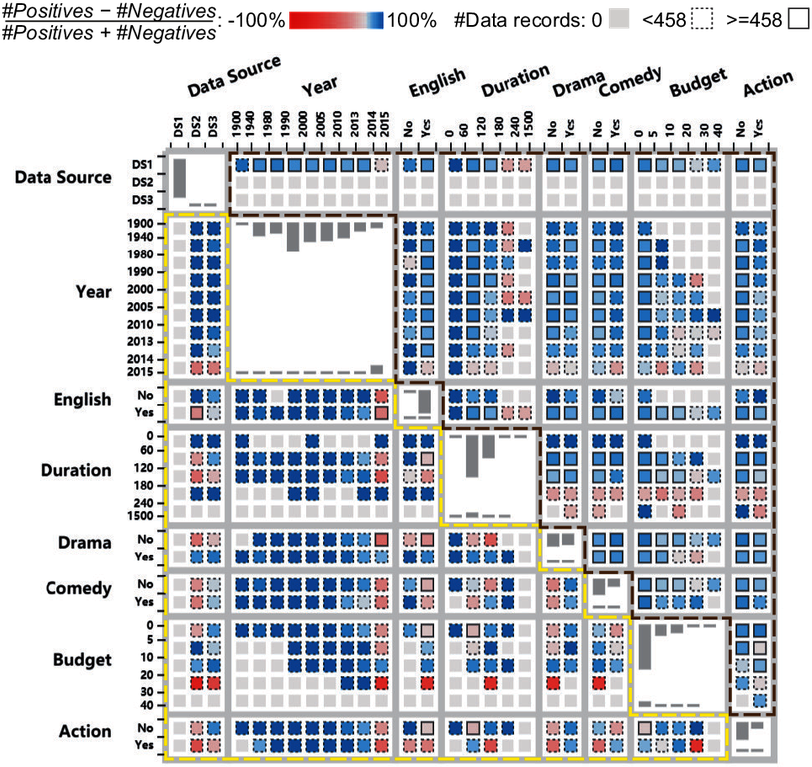 #Positives − #Negatives
#Positives + #Negatives
: -100% 100% #Data records: 0 <458 >=458
Data Source Year English Duration Drama Comedy Budget Action
DS1 DS2 DS3 1900 1940 1980 1990 2000 2005 2010 2013 2014 2015 No Yes 0 60 120 180 240 1500 No Yes No Yes 0 5 10 20 30 40 No Yes
Data Source
DS1
DS2
DS3
Year
1900
1940
1980
1990
2000
2005
2010
2013
2014
2015
English
No
Yes
Duration
0
60
120
180
240
1500
Drama
No
Yes
Comedy
No
Yes
Budget
0
5
10
20
30
40
Action
No
Yes